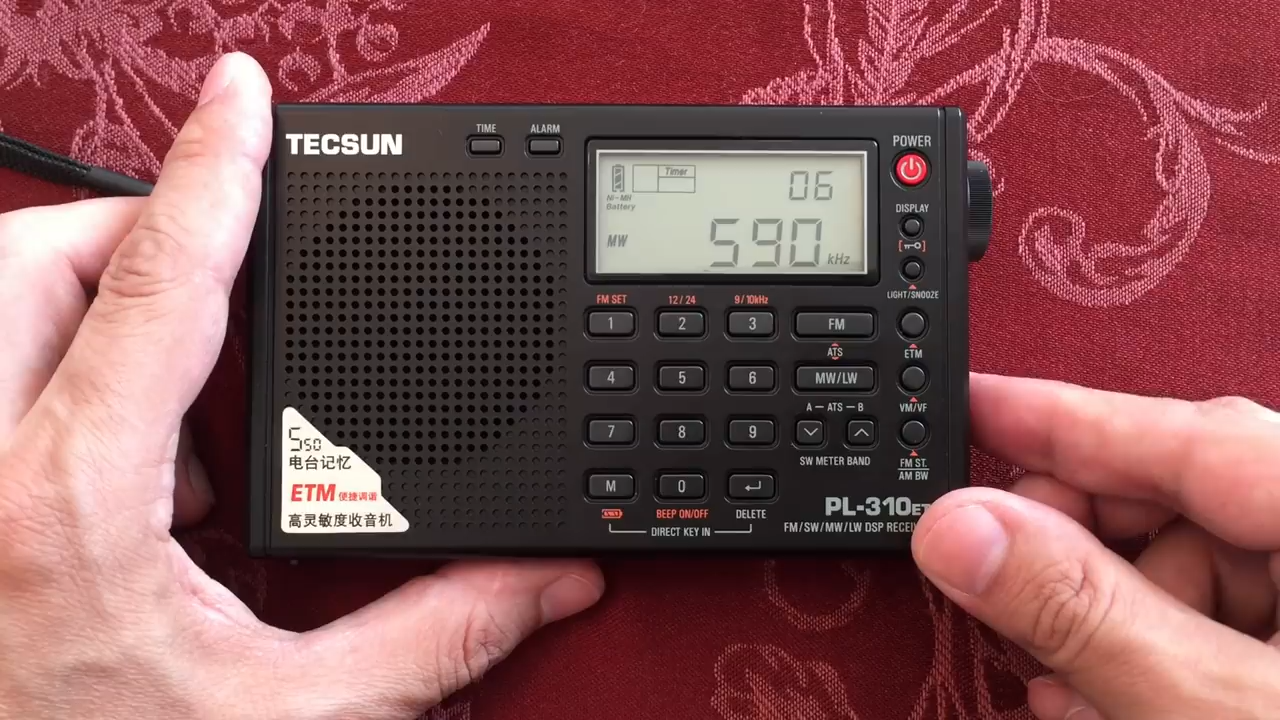 TECSUN
TIME
ALARM
Timer
06
Ni-MH
Battery
MW
590 kHz
POWER
DISPLAY
LIGHT/SNOOZE
FM SET
12/24
9/10kHz
1
2
3
FM
ATS
ETM
4
5
6
MW/LW
VM/VF
A — ATS — B
7
8
9
SW METER BAND
FM ST.
AM BW
M
0
BEEP ON/OFF
DELETE
DIRECT KEY IN
PL-310ET
FM/SW/MW/LW DSP
550
电台记忆
ETM 便捷调谐
高灵敏度收音机